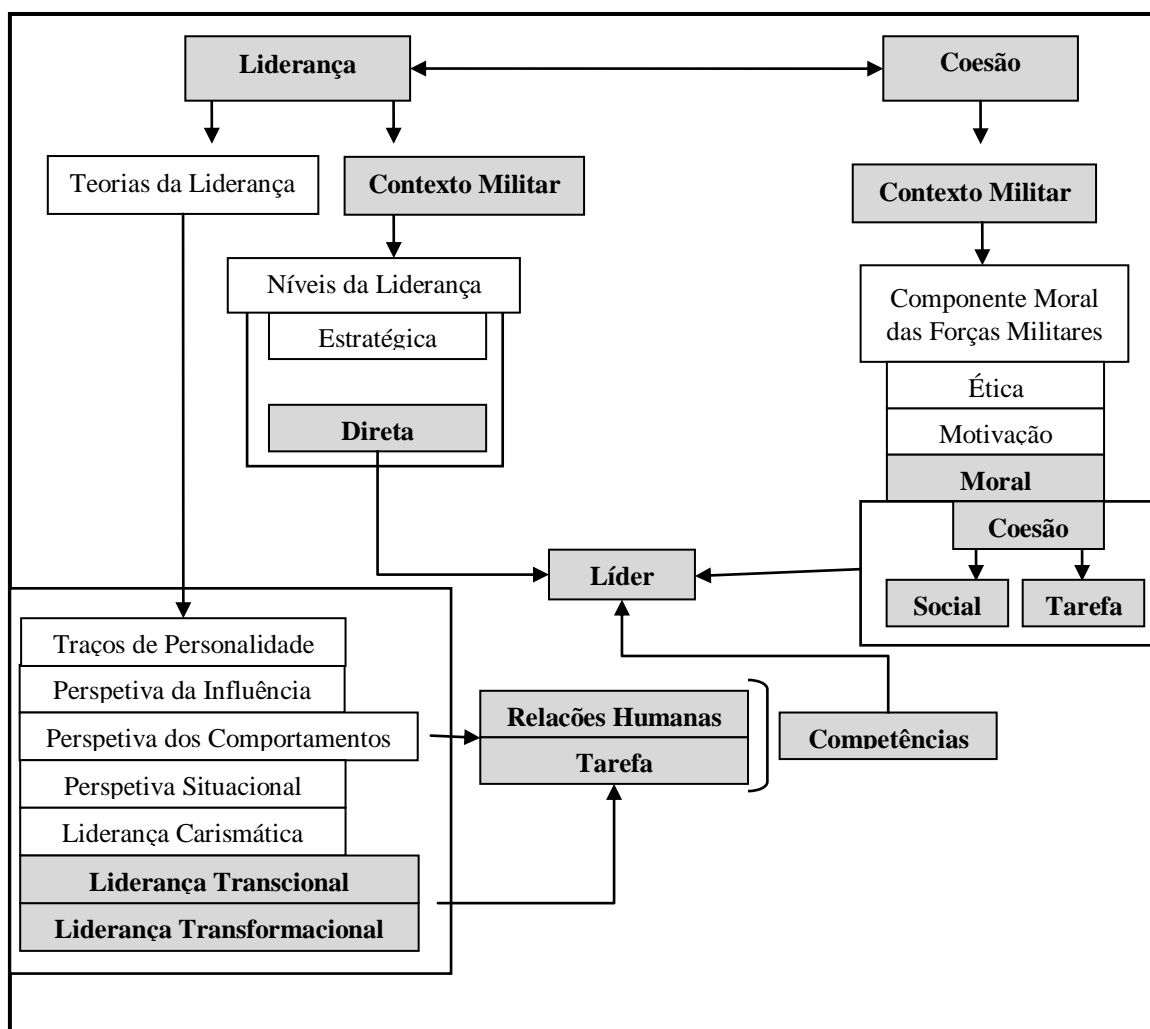 Liderança
Coesão
Teorias da Liderança
Contexto Militar
Contexto Militar
Níveis da Liderança
Estratégica
Direta
Componente Moral
das Forças Militares
Ética
Motivação
Moral
Coesão
Social
Tarefa
Líder
Traços de Personalidade
Perspetiva da Influência
Perspetiva dos Comportamentos
Perspetiva Situacional
Liderança Carismática
Liderança Transcional
Liderança Transformacional
Relacões Humanas
Tarefa
Competências